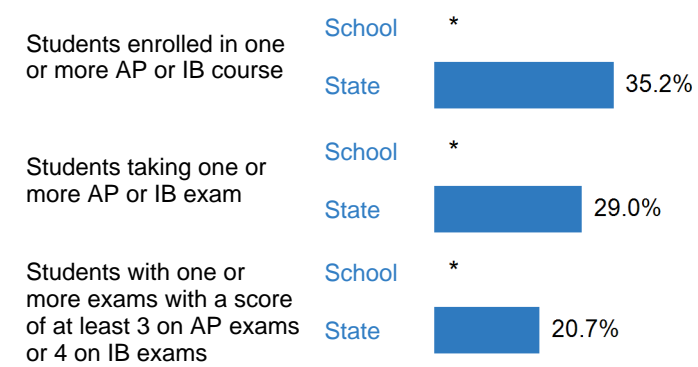 Students enrolled in one
or more AP or IB course
School *
State 35.2%
Students taking one or
more AP or IB exam
School *
State 29.0%
Students with one or
more exams with a score
of at least 3 on AP exams
or 4 on IB exams
School *
State 20.7%